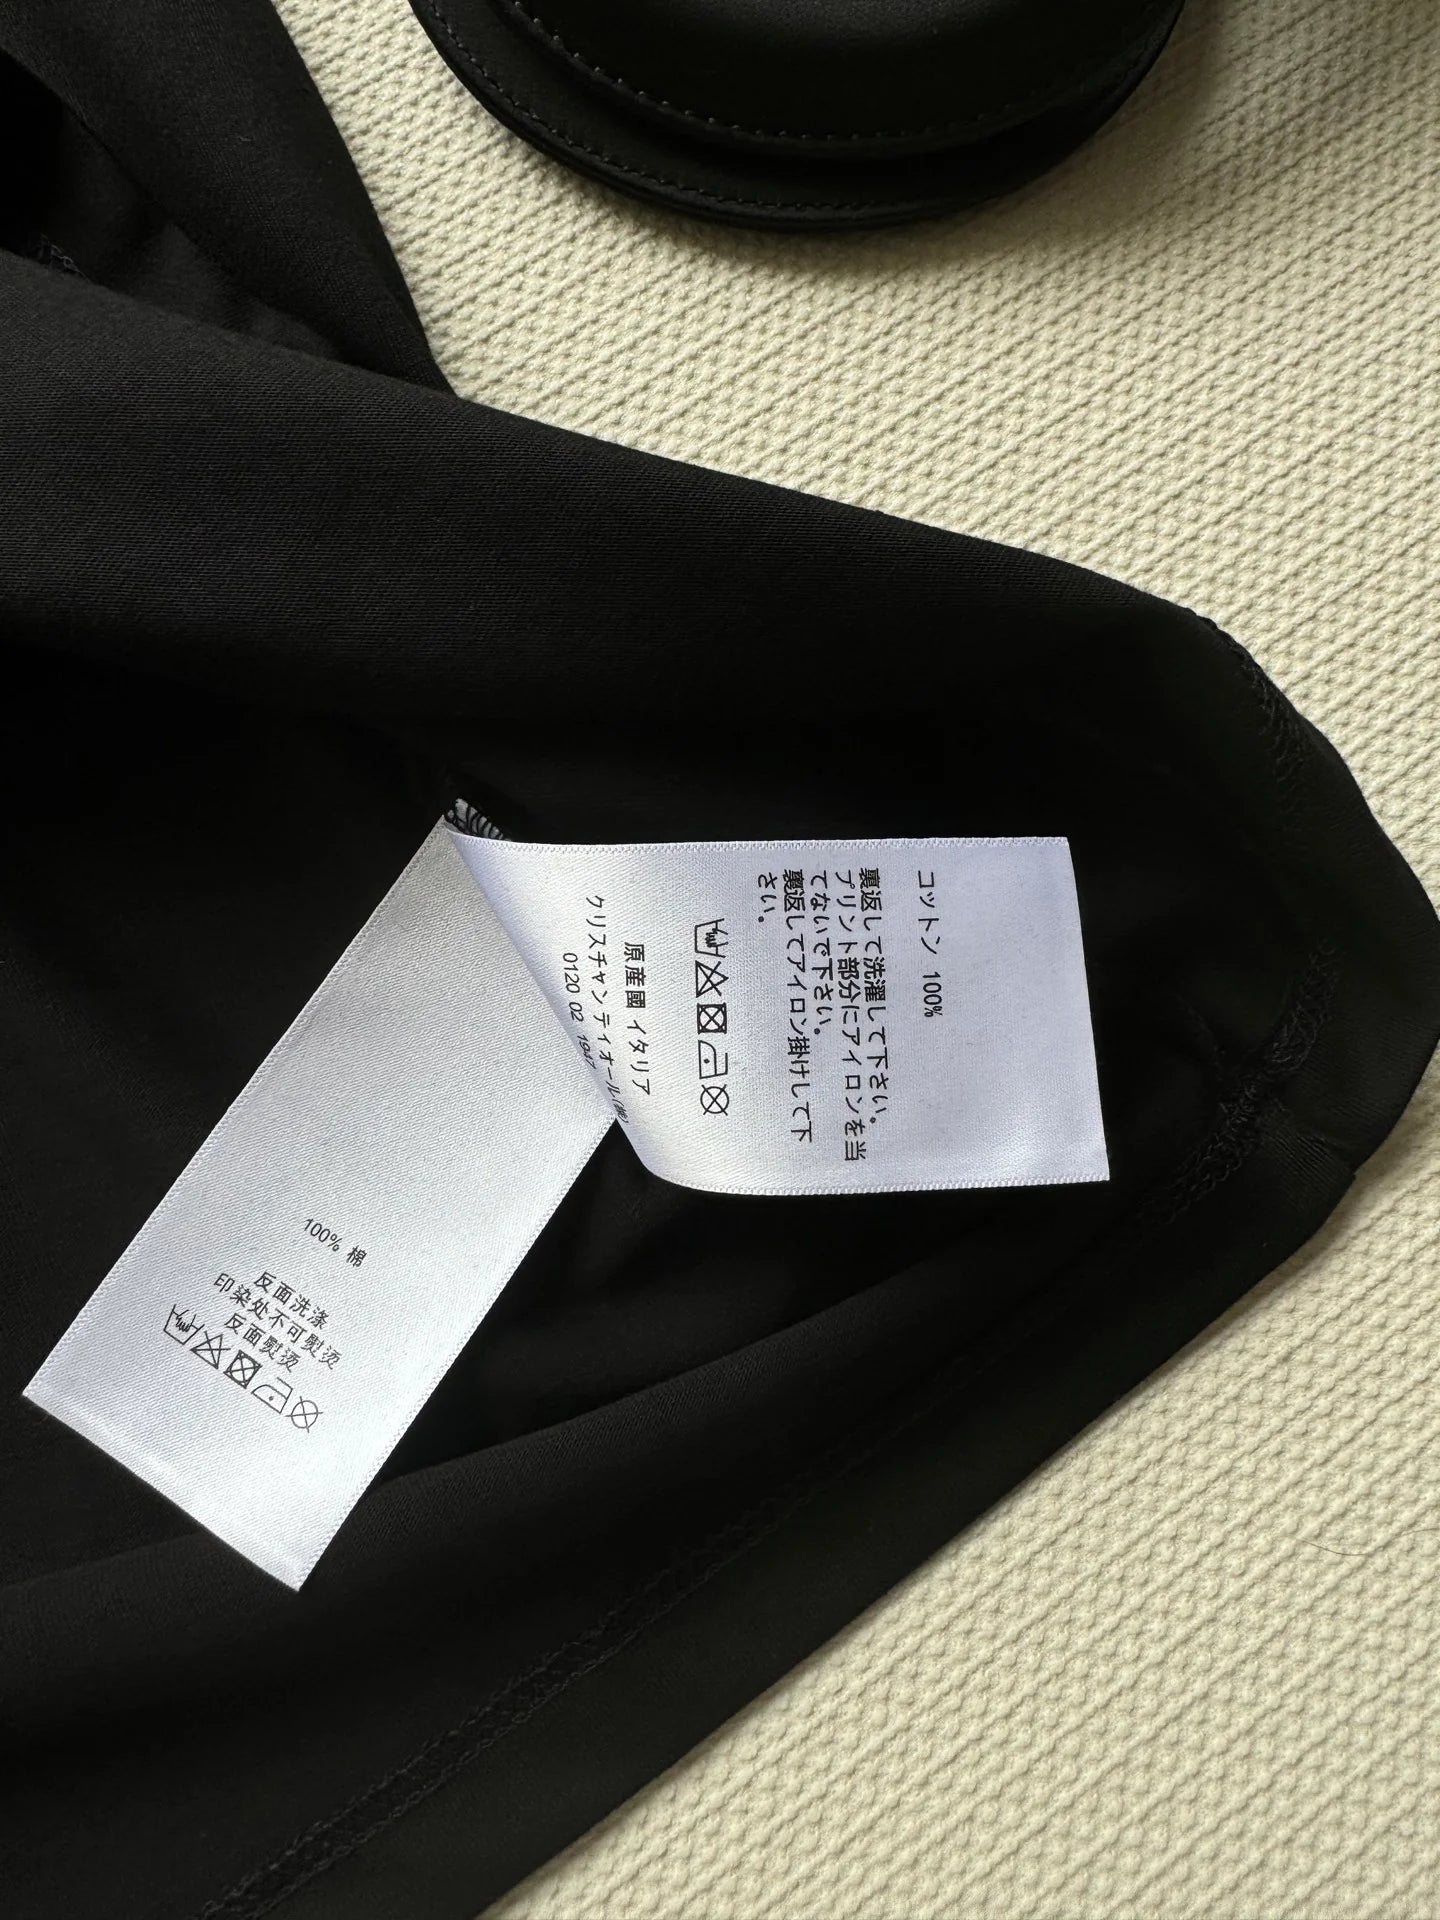 コットン 100%
裏返して洗濯して下さい。
プリント部分にアイロンを当
てないで下さい。
裏返してアイロン掛けして下
さい。
原産國 イタリア
クリスチャン ディオール(株)
0120 02 1947
100% 棉
反面洗涤
印染处不可熨烫
反面熨烫